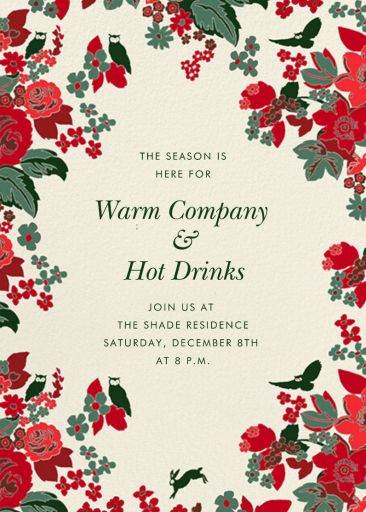 THE SEASON IS
HERE FOR
Warm Company
&
Hot Drinks
JOIN US AT
THE SHADE RESIDENCE
SATURDAY, DECEMBER 8TH
AT 8 P.M.